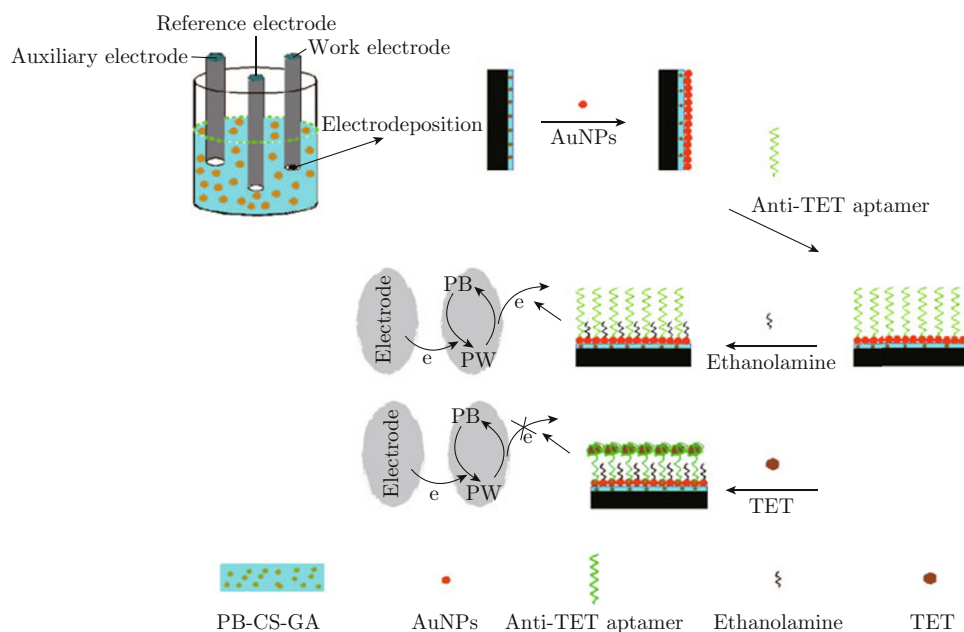 Reference electrode
Auxiliary electrode
Work electrode
Electrodeposition
AuNPs
Anti-TET aptamer
Electrode
e
PB
PW
e
Ethanolamine
Electrode
e
PB
PW
e
TET
PB-CS-GA
AuNPs
Anti-TET aptamer
Ethanolamine
TET